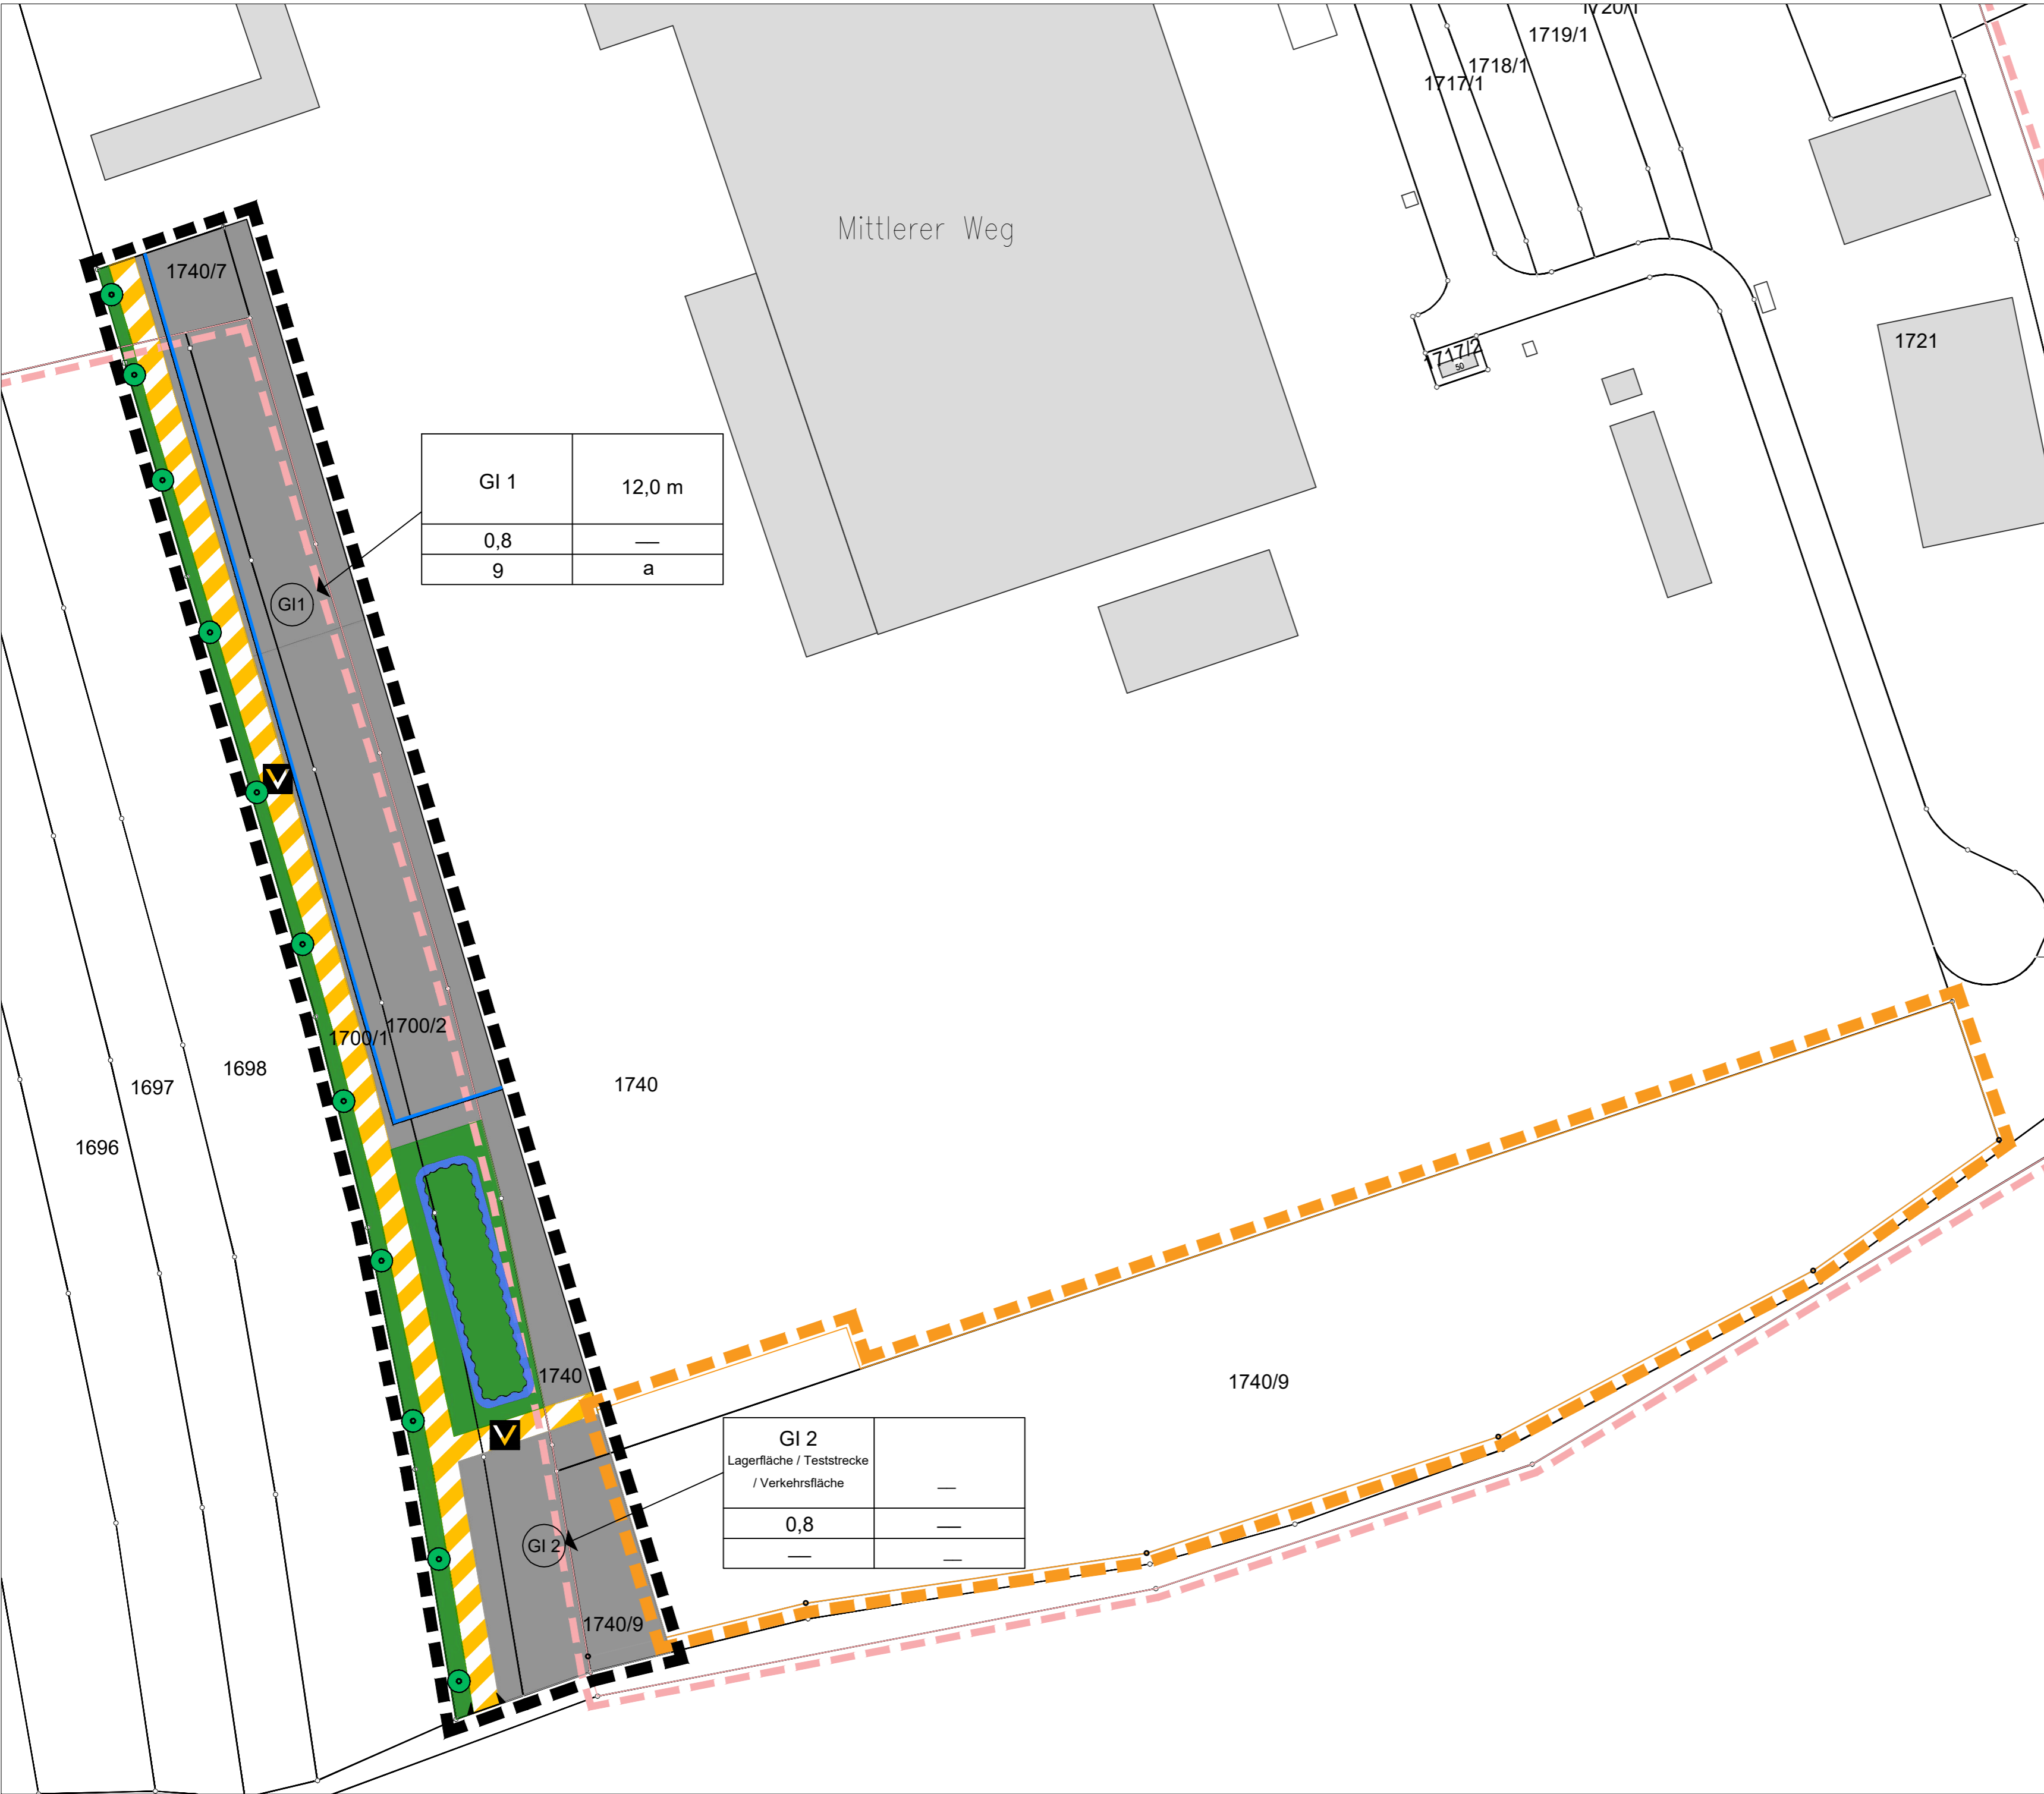 1720/1
1719/1
1718/1
1717/1
Mittlerer Weg
1740/7
1721
1717/2
50
GI 1
12,0 m
0,8
—
9
a
GI1
1700/2
1700/1
1698
1697
1696
1740
1740
1740/9
GI 2
Lagerfläche / Teststrecke
/ Verkehrsfläche
—
0,8
—
—
—
GI 2
1740/9